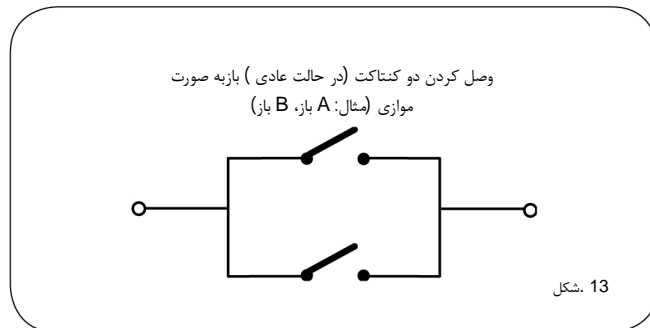 وصل کردن دو کنتاکت (در حالت عادی ) بازبه صورت
موازی (مثال: A باز، B باز)
13 .شکل